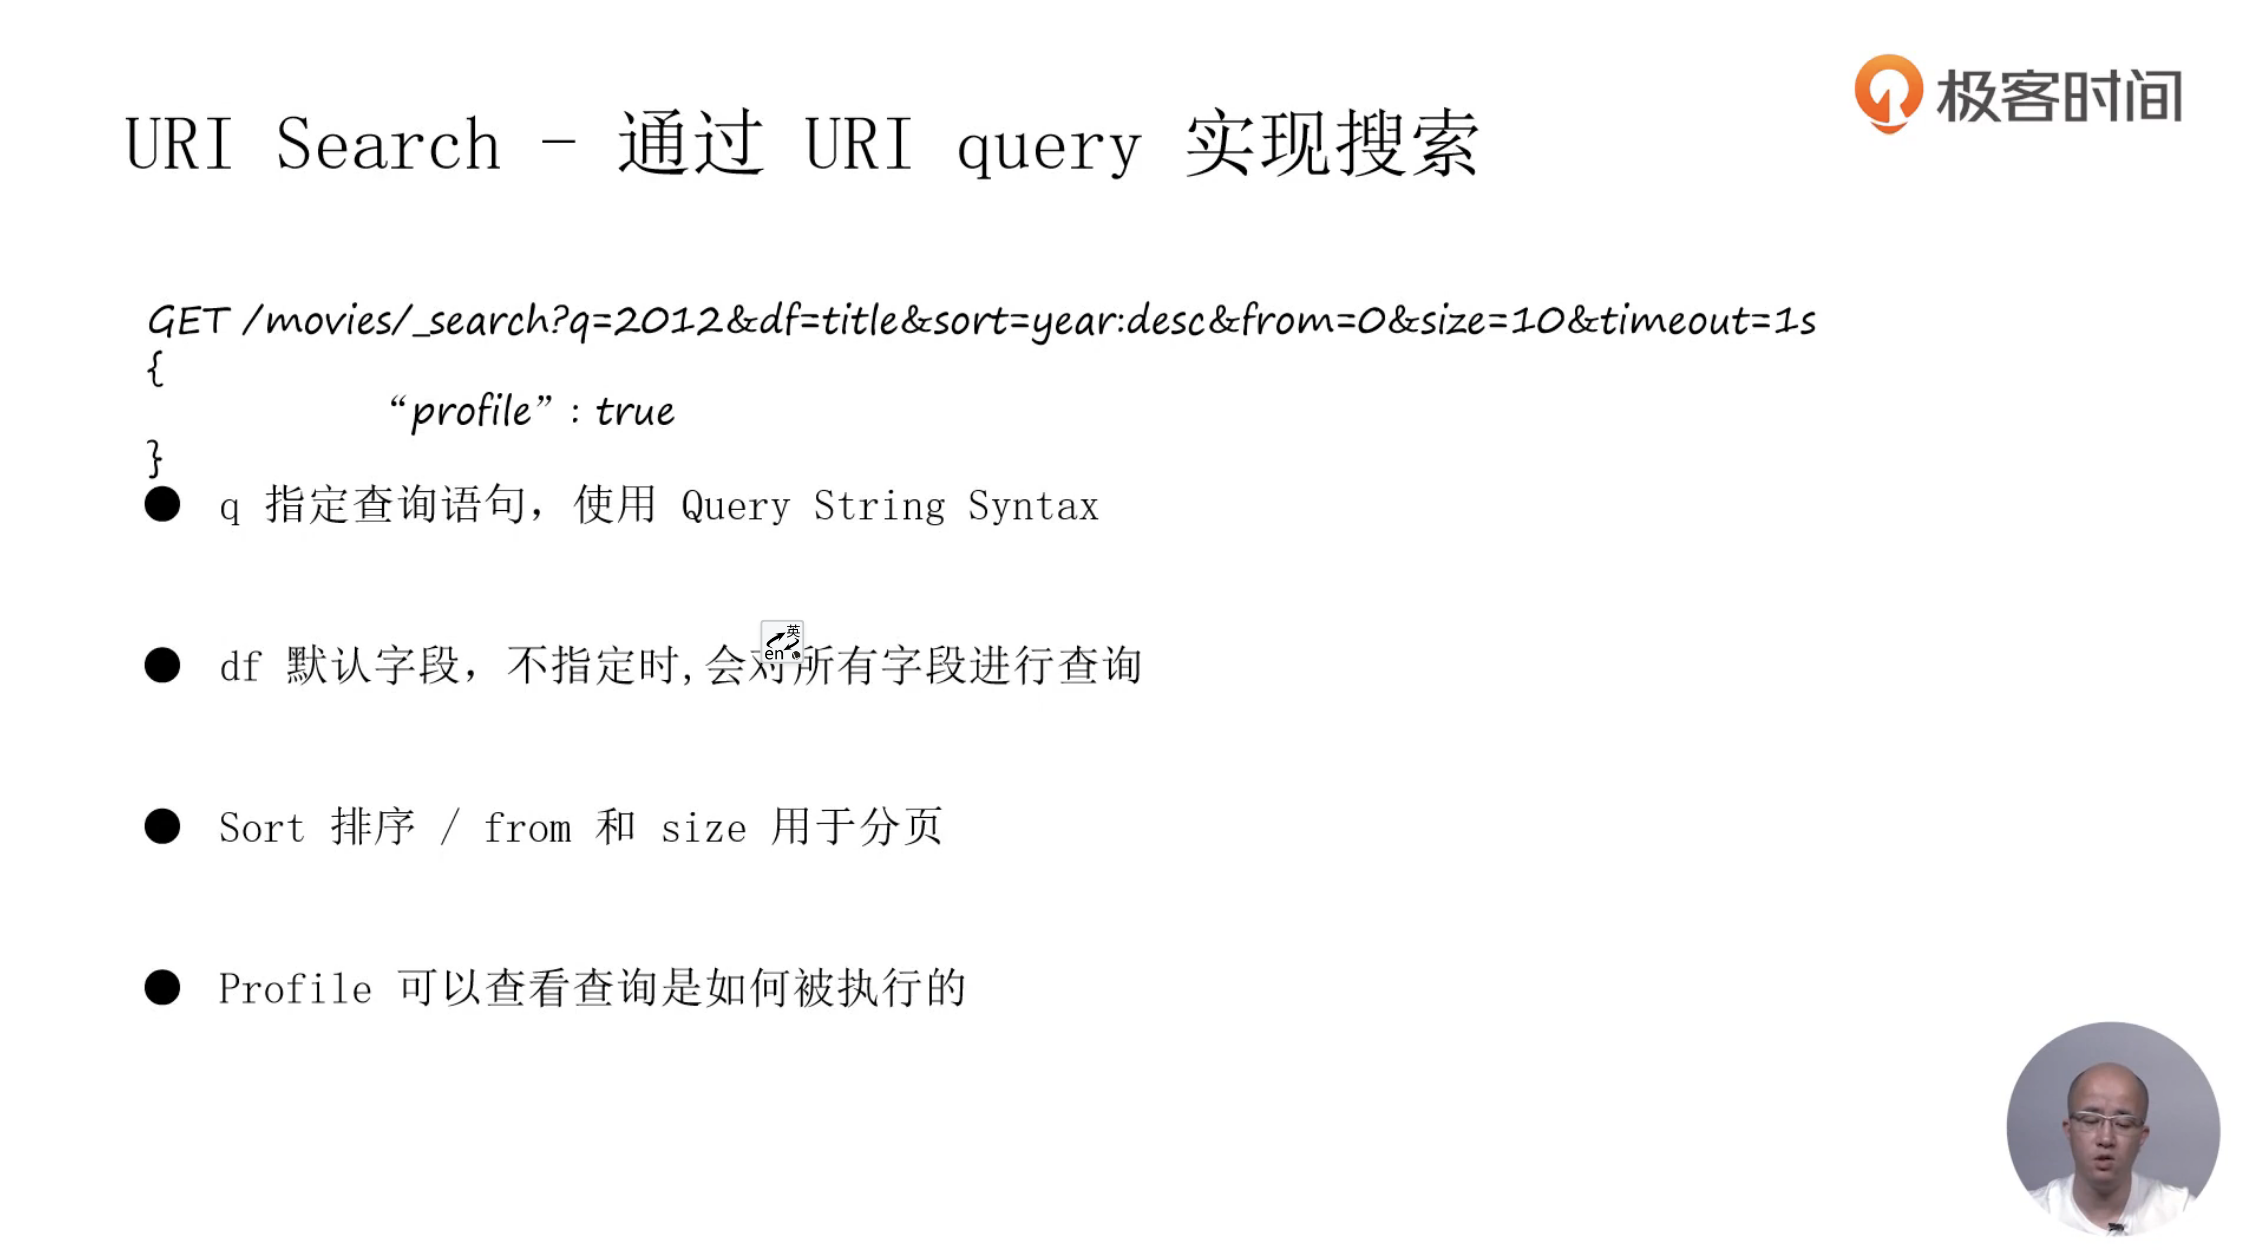 极客时间
URI Search - 通过 URI query 实现搜索
GET /movies/_search?q=2012&df=title&sort=year:desc&from=0&size=10&timeout=1s
{
“profile” : true
}
● q 指定查询语句，使用 Query String Syntax
● df 默认字段，不指定时,会对所有字段进行查询
英
en
● Sort 排序 / from 和 size 用于分页
● Profile 可以查看查询是如何被执行的